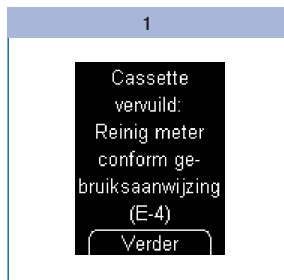 1
Cassette
vervuild:
Reinig meter
conform ge-
bruiksaanwijzing
(E-4)
Verder